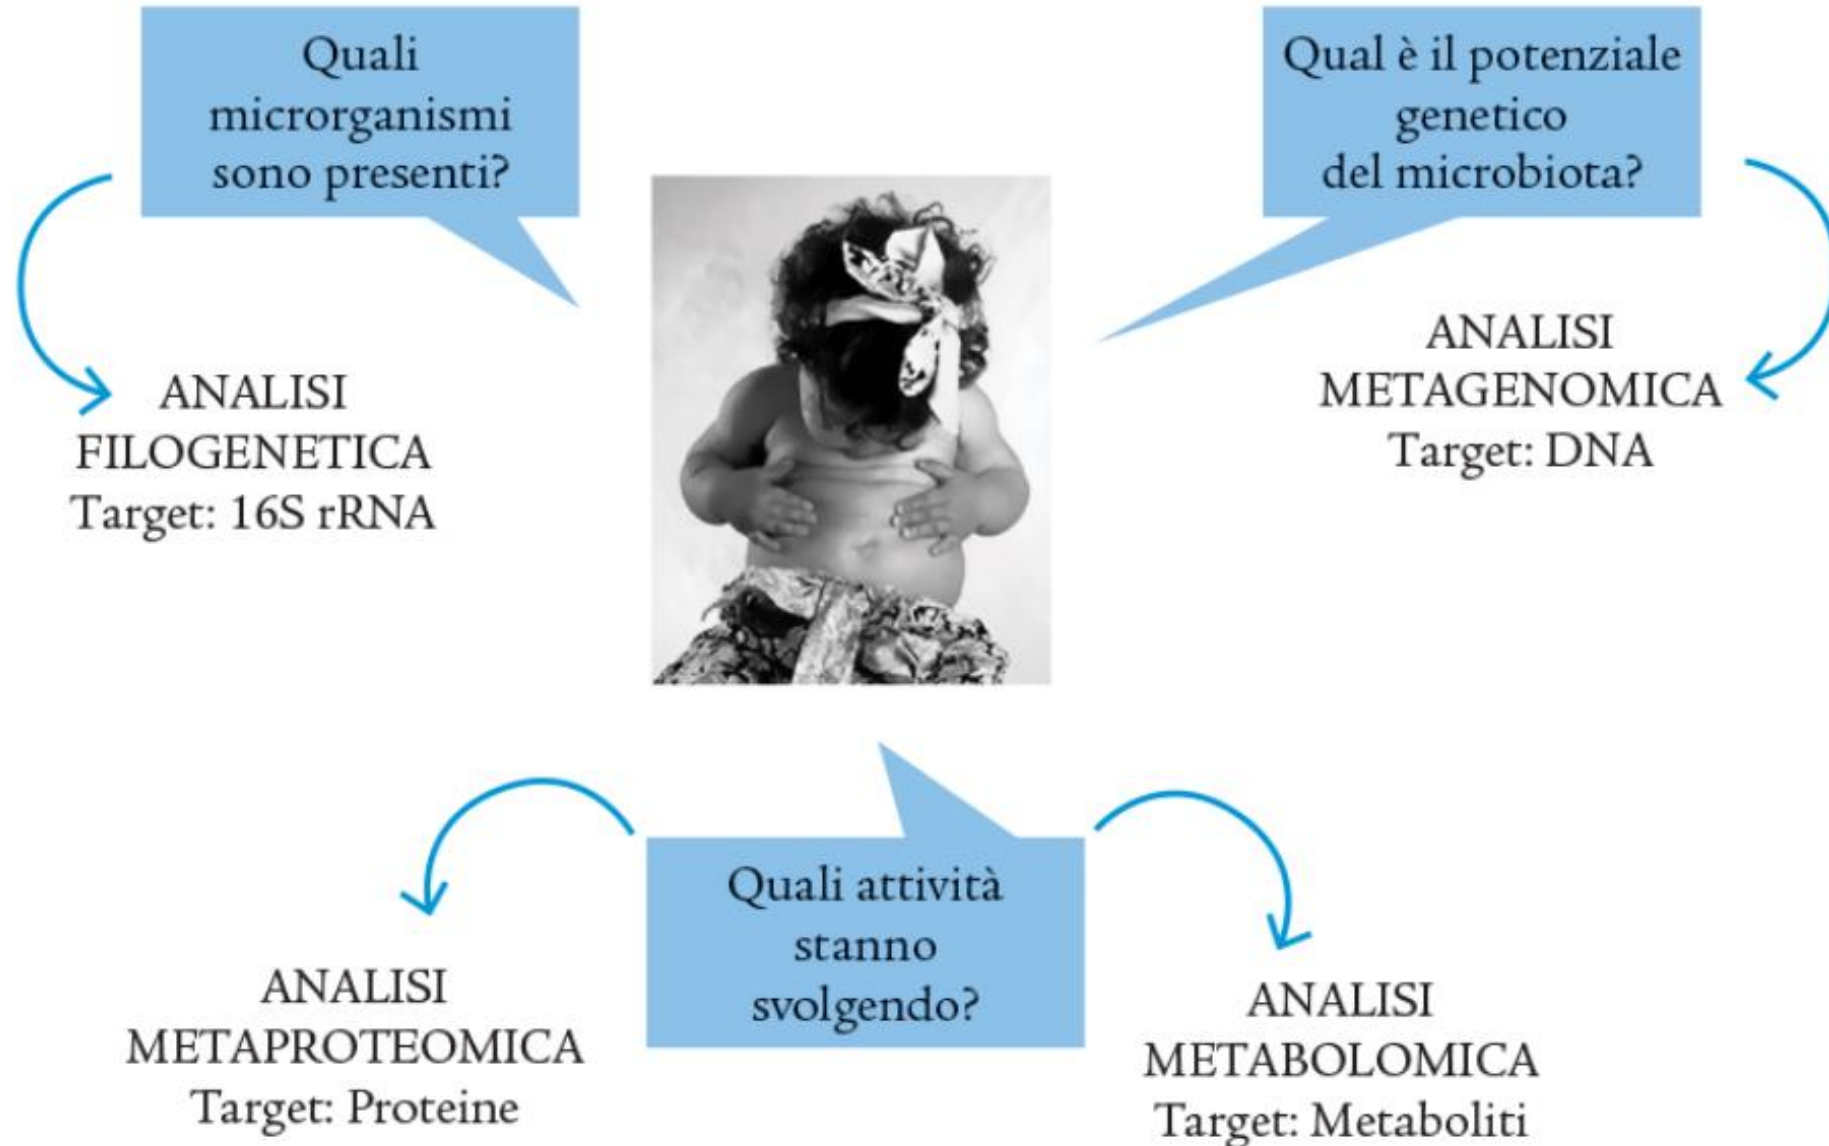 Quali
microrganismi
sono presenti?
Qual è il potenziale
genetico
del microbiota?
ANALISI
FILOGENETICA
Target: 16S rRNA
ANALISI
METAGENOMICA
Target: DNA
Quali attività
stanno
svolgendo?
ANALISI
METAPROTEOMICA
Target: Proteine
ANALISI
METABOLOMICA
Target: Metaboliti